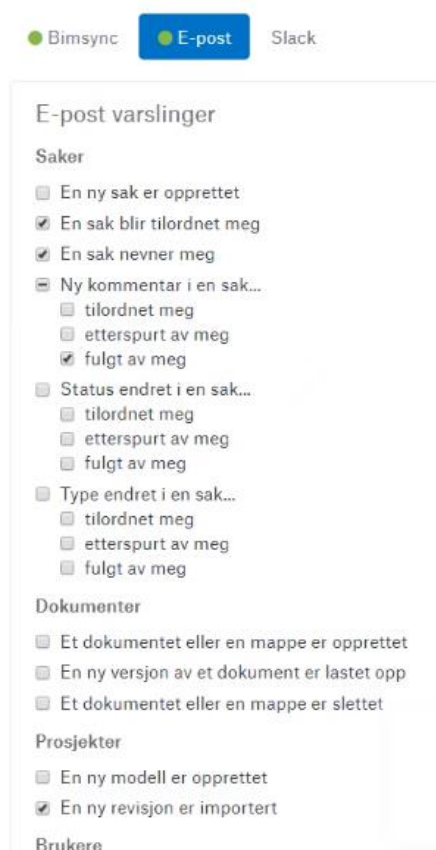 Bimsync E-post Slack
E-post varslinger
Saker
En ny sak er opprettet
En sak blir tilordnet meg
En sak nevner meg
Ny kommentar i en sak...
tilordnet meg
etterspurt av meg
fulgt av meg
Status endret i en sak...
tilordnet meg
etterspurt av meg
fulgt av meg
Type endret i en sak...
tilordnet meg
etterspurt av meg
fulgt av meg
Dokumenter
Et dokumentet eller en mappe er opprettet
En ny versjon av et dokument er lastet opp
Et dokumentet eller en mappe er slettet
Prosjekter
En ny modell er opprettet
En ny revisjon er importert
Brukere